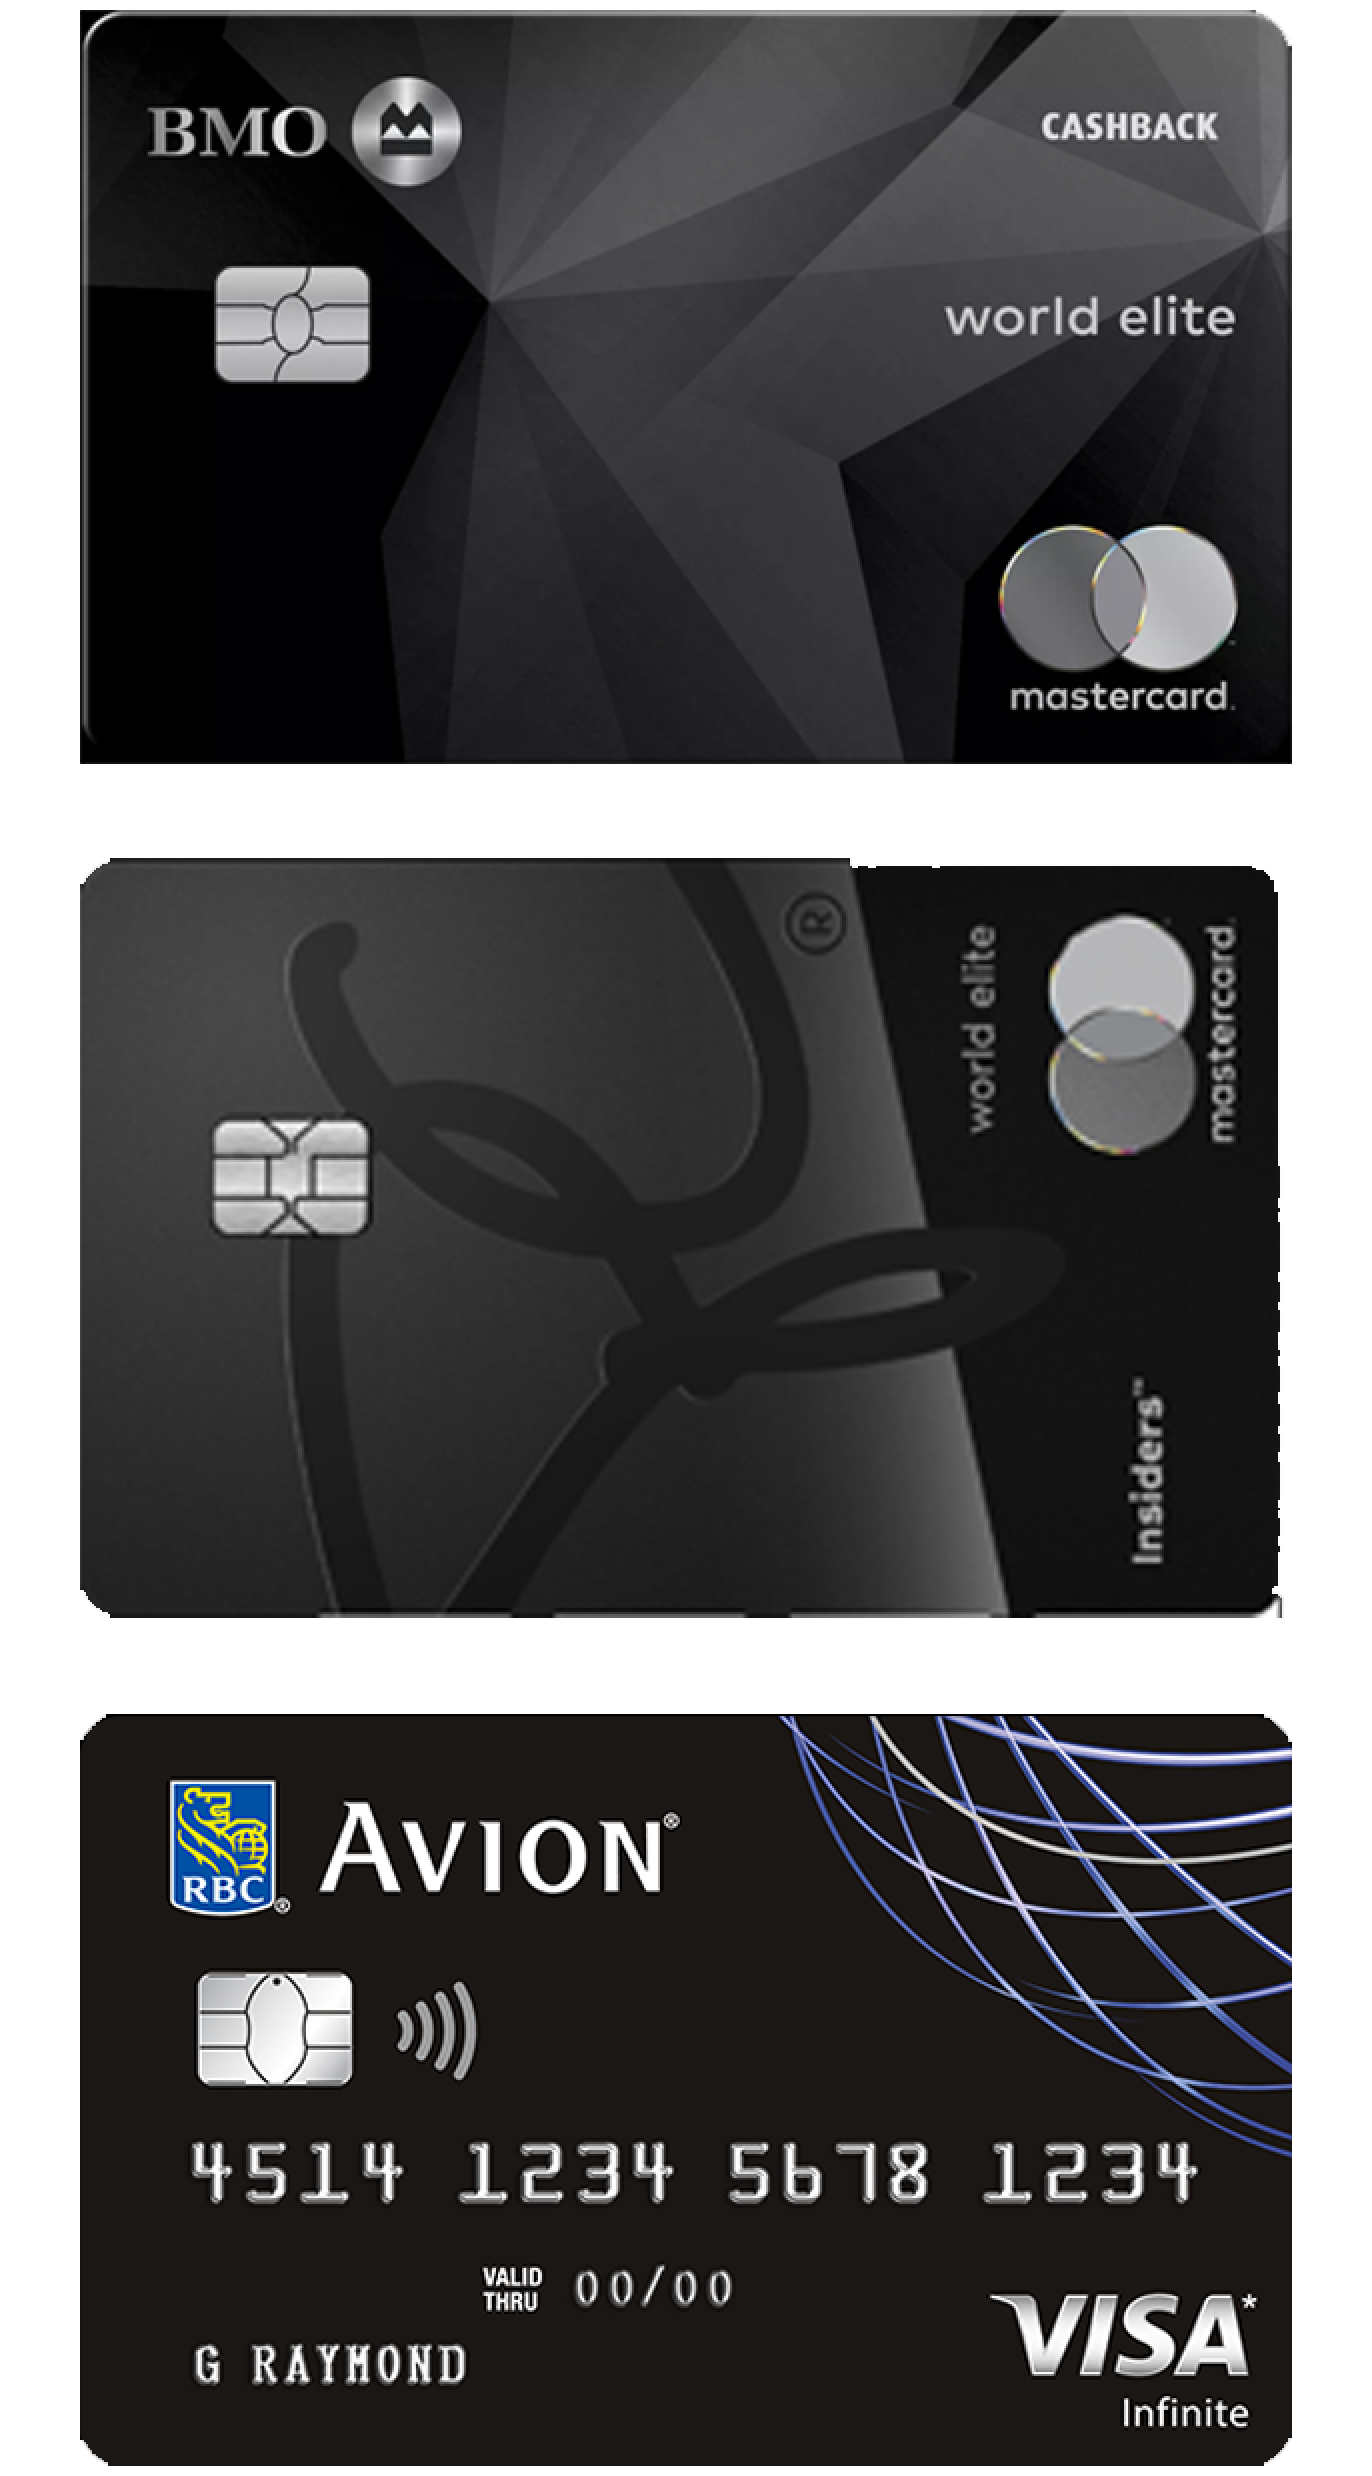 BMO
CASHBACK
world elite
mastercard.
®
world elite
mastercard.
Insiders™
RBC®
AVION®
4514 1234 5678 1234
VALID THRU 00/00
G RAYMOND
VISA*
Infinite